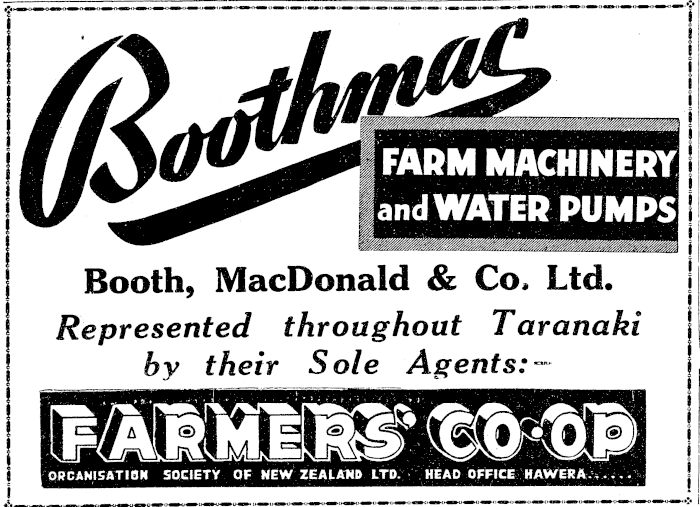 Boothmac
FARM MACHINERY
and WATER PUMPS
Booth, MacDonald & Co. Ltd.
Represented throughout Taranaki
by their Sole Agents:-
FARMERS' CO-OP
ORGANISATION SOCIETY OF NEW ZEALAND LTD. HEAD OFFICE HAWERA......